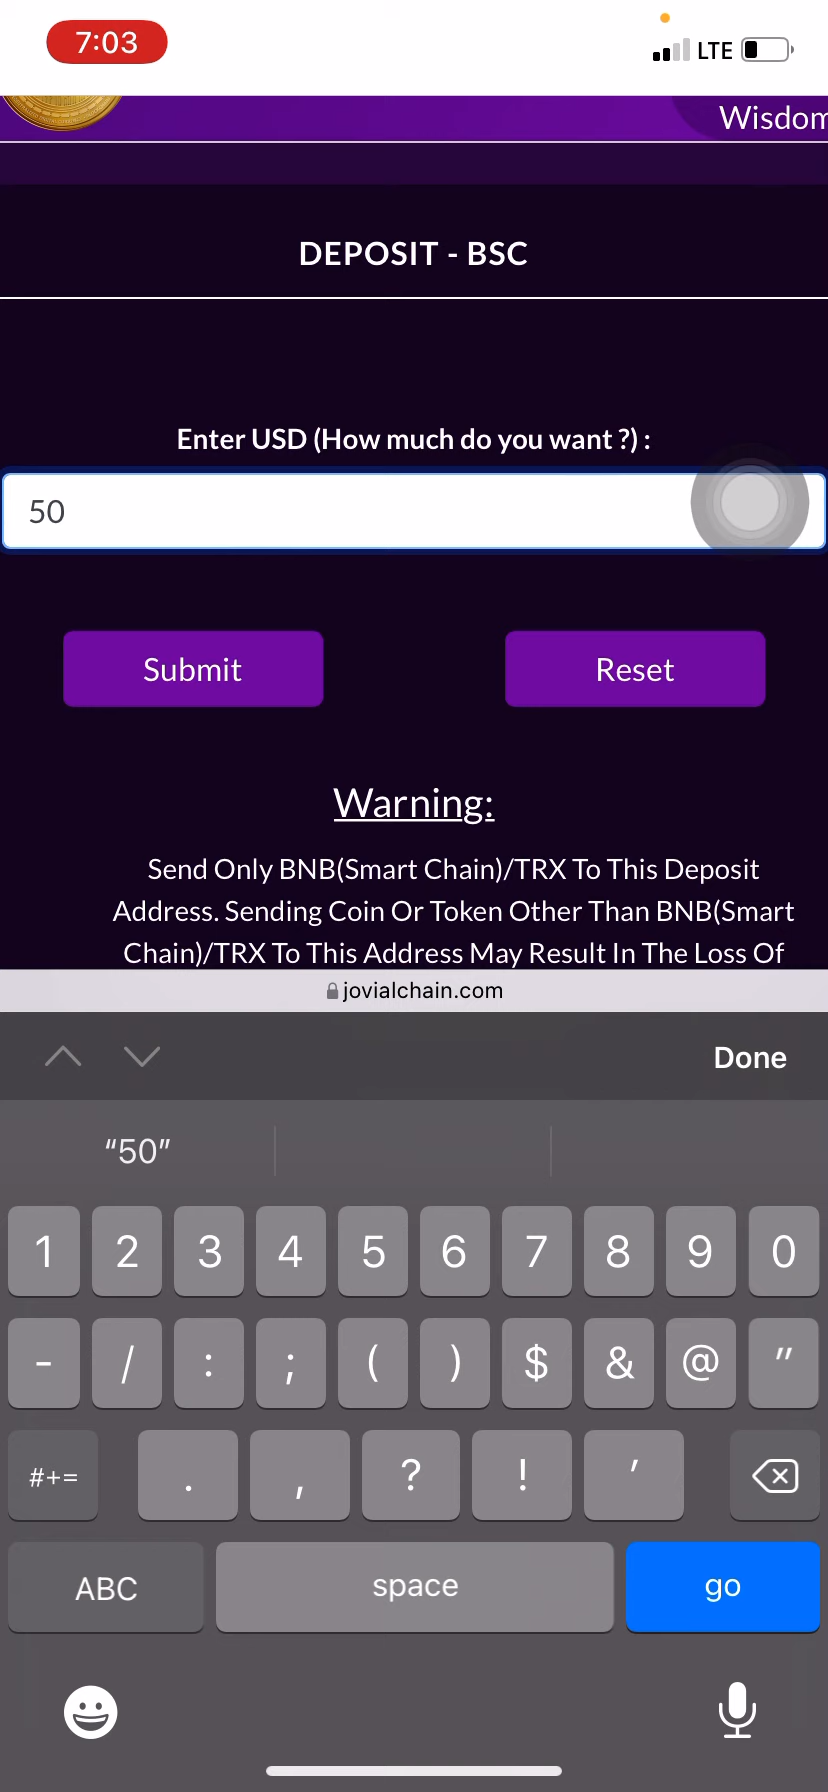 7:03
LTE
Wisdom
DEPOSIT - BSC
Enter USD (How much do you want ?) :
50
Submit
Reset
Warning:
Send Only BNB(Smart Chain)/TRX To This Deposit
Address. Sending Coin Or Token Other Than BNB(Smart
Chain)/TRX To This Address May Result In The Loss Of
jovialchain.com
Done
“50”
1 2 3 4 5 6 7 8 9 0
- / : ; ( ) $ & @ "
#+= . , ? ! '
ABC space go